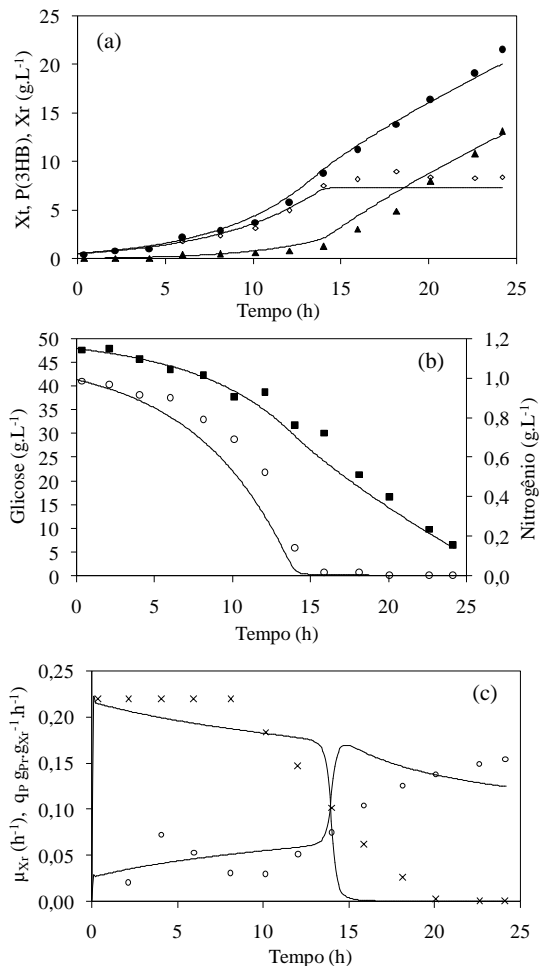 (a)
Xt, P(3HB), Xr (g.L-1)
25
20
15
10
5
0
0 5 10 15 20 25
Tempo (h)
(b)
Glicose (g.L-1)
50
45
40
35
30
25
20
15
10
5
0
Nitrogênio (g.L-1)
1,2
1,0
0,8
0,6
0,4
0,2
0,0
0 5 10 15 20 25
Tempo (h)
(c)
μXr (h-1), qP gPr.gXr-1.h-1)
0,25
0,20
0,15
0,10
0,05
0,00
0 5 10 15 20 25
Tempo (h)